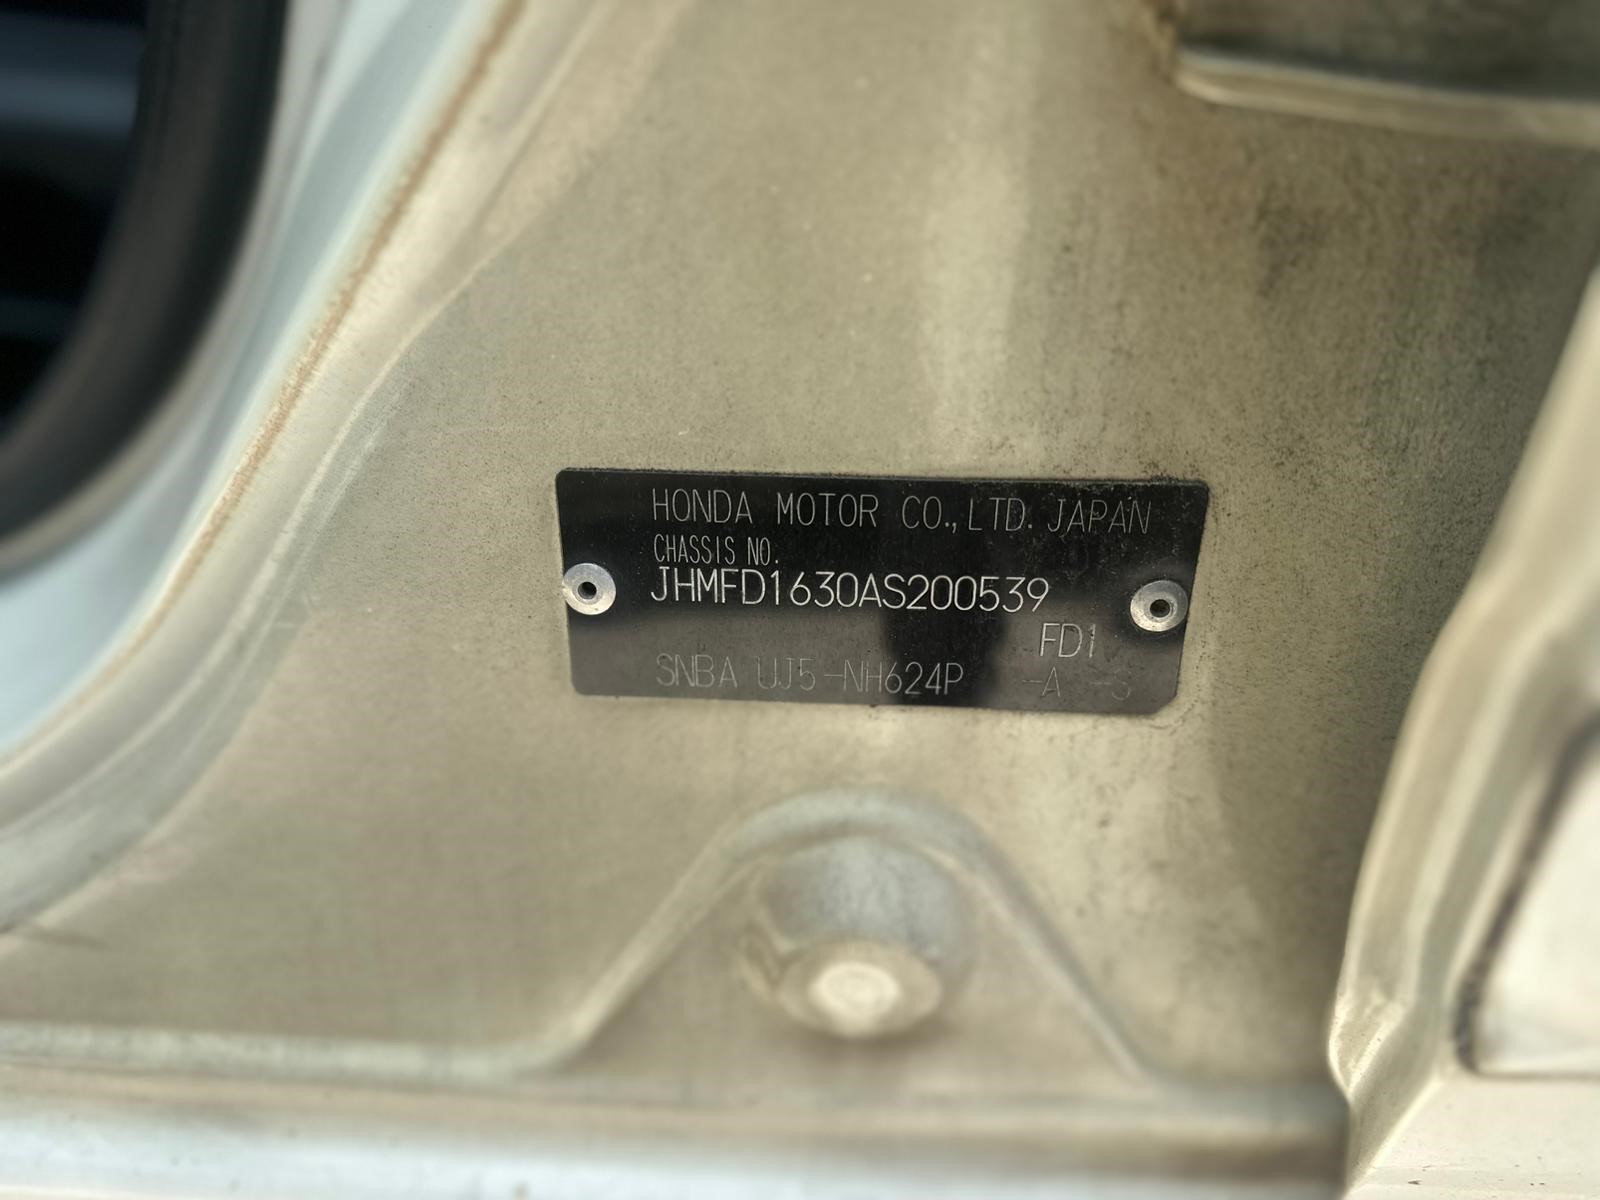 HONDA MOTOR CO., LTD. JAPAN
CHASSIS NO.
JHMFD1630AS200539
FD1
SNBA UJ5-NH624P -A -S